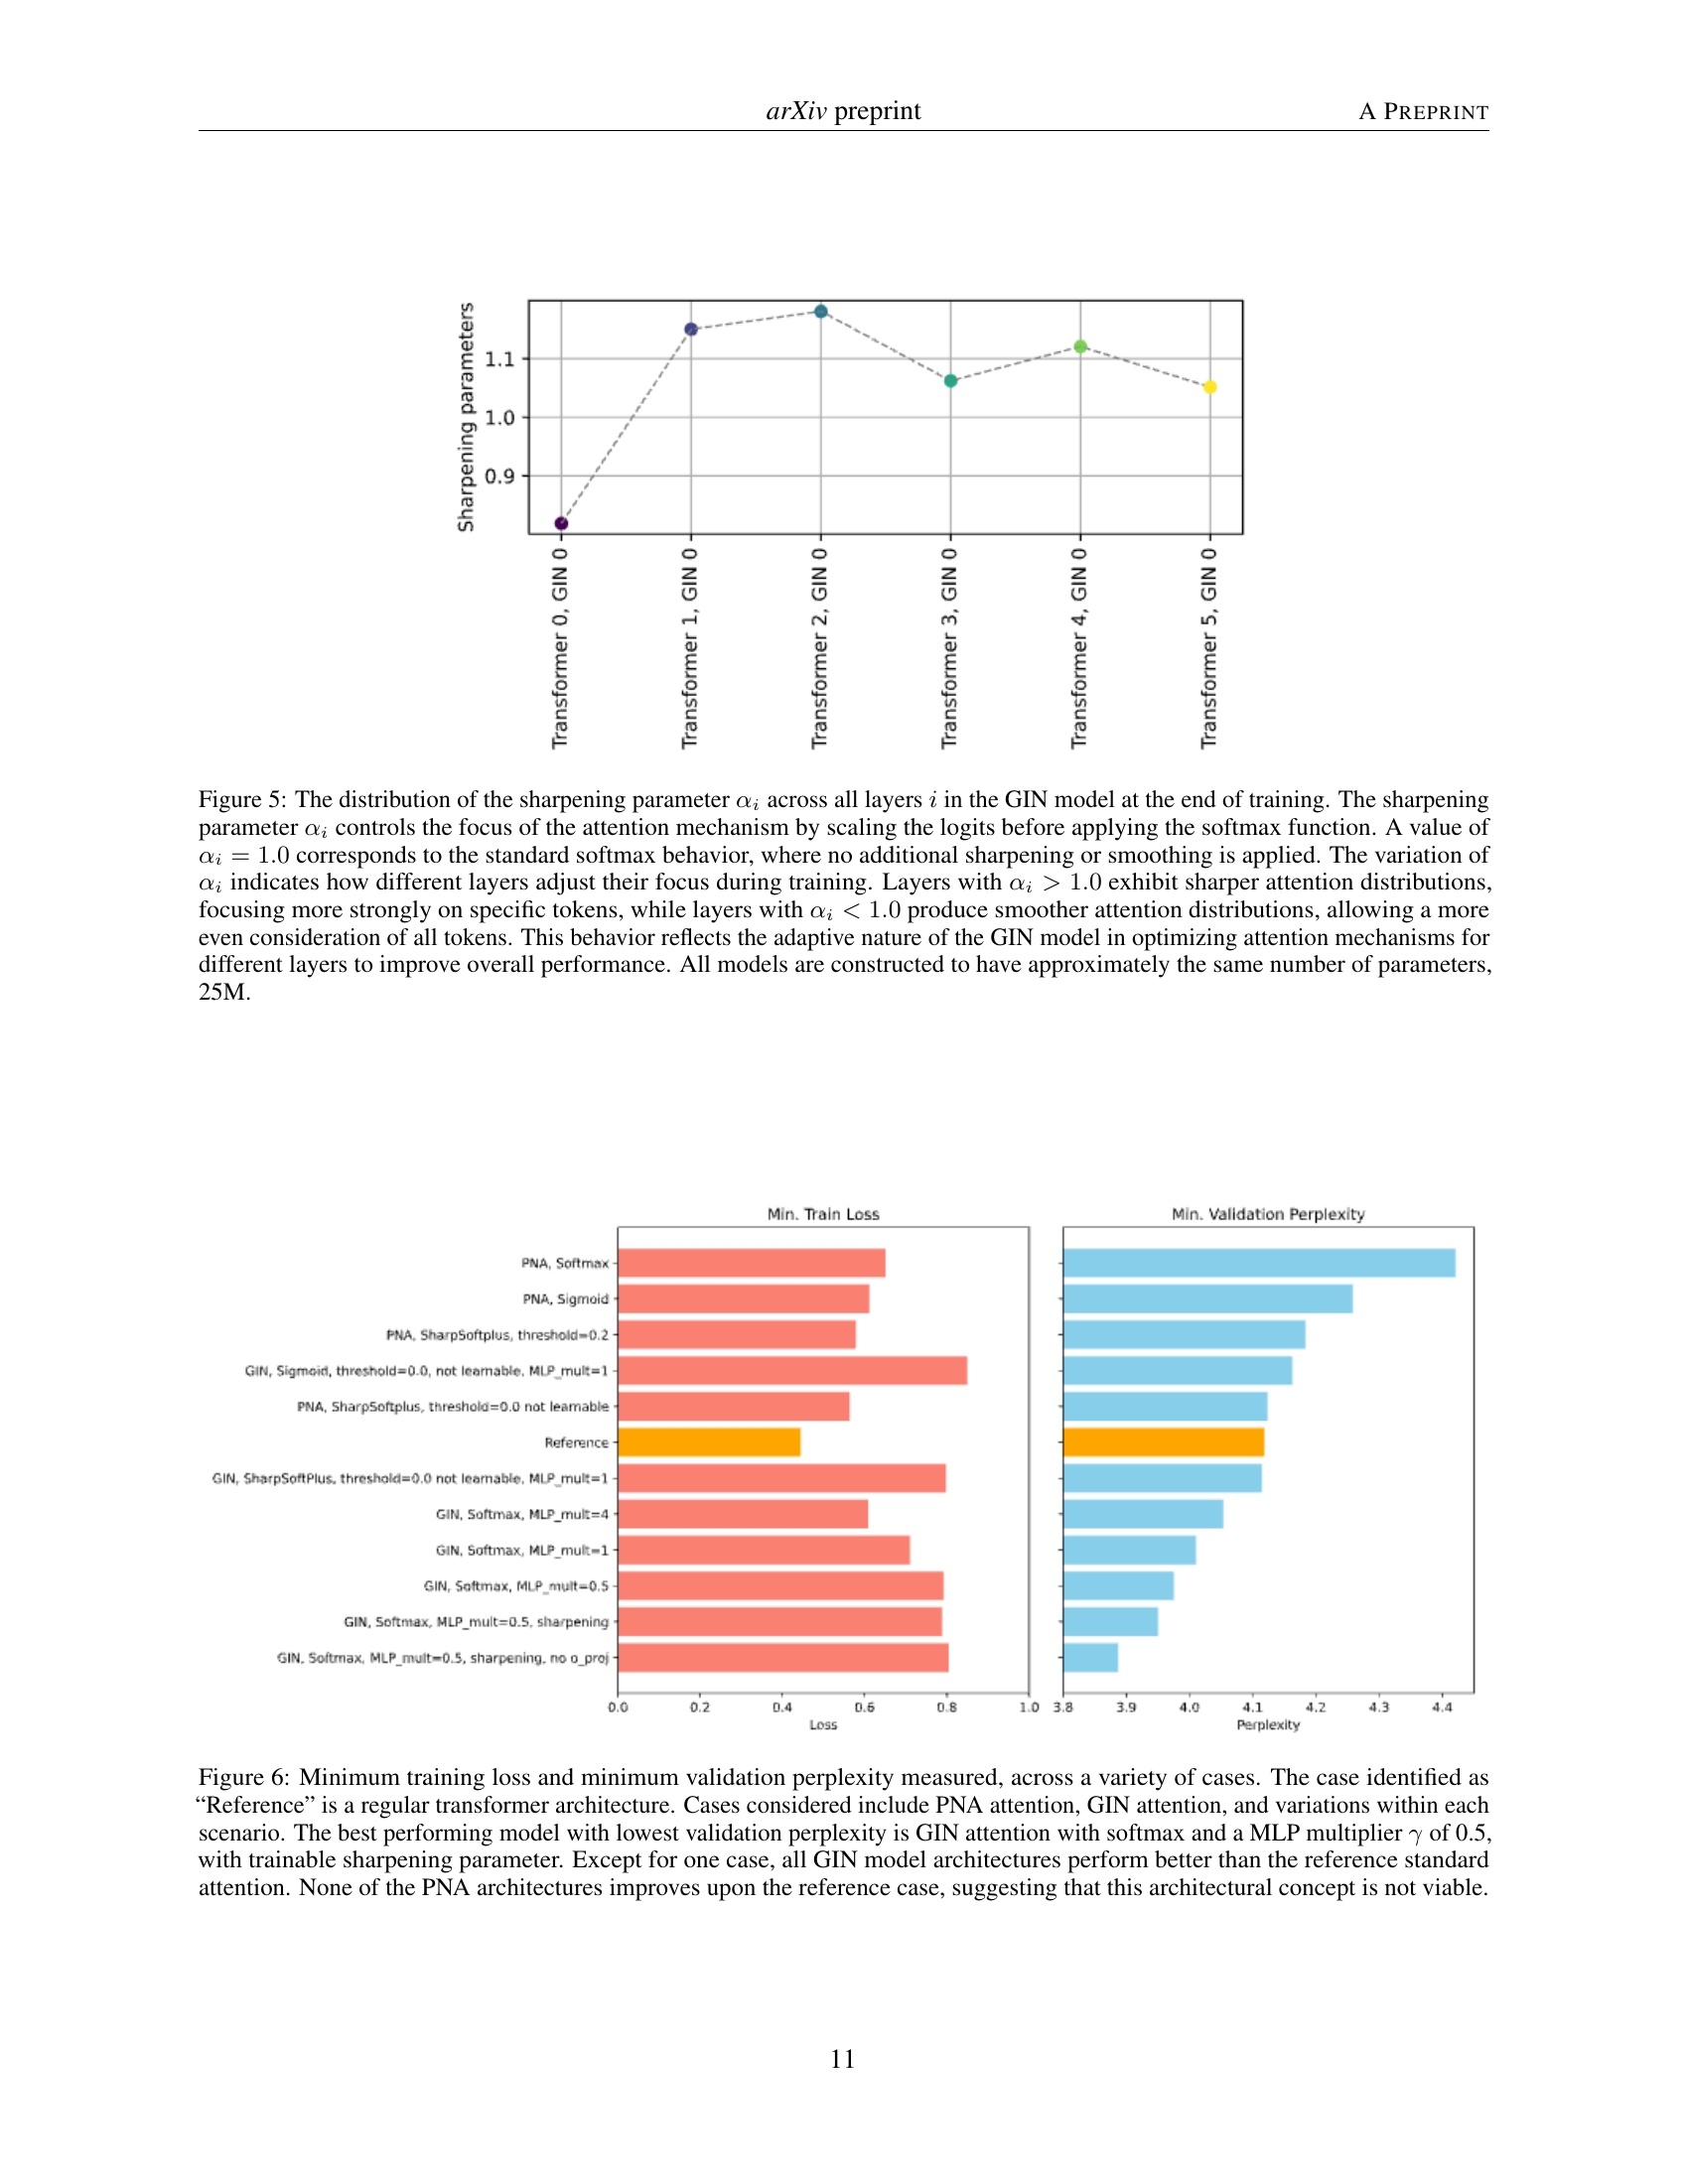 arXiv preprint
A PREPRINT
Sharpening parameters
1.1
1.0
0.9
Transformer 0, GIN 0
Transformer 1, GIN 0
Transformer 2, GIN 0
Transformer 3, GIN 0
Transformer 4, GIN 0
Transformer 5, GIN 0
Figure 5: The distribution of the sharpening parameter αᵢ across all layers i in the GIN model at the end of training. The sharpening
parameter αᵢ controls the focus of the attention mechanism by scaling the logits before applying the softmax function. A value of
αᵢ = 1.0 corresponds to the standard softmax behavior, where no additional sharpening or smoothing is applied. The variation of
αᵢ indicates how different layers adjust their focus during training. Layers with αᵢ > 1.0 exhibit sharper attention distributions,
focusing more strongly on specific tokens, while layers with αᵢ < 1.0 produce smoother attention distributions, allowing a more
even consideration of all tokens. This behavior reflects the adaptive nature of the GIN model in optimizing attention mechanisms for
different layers to improve overall performance. All models are constructed to have approximately the same number of parameters,
25M.
Min. Train Loss
Min. Validation Perplexity
PNA, Softmax
PNA, Sigmoid
PNA, SharpSoftplus, threshold=0.2
GIN, Sigmoid, threshold=0.0, not learnable, MLP_mult=1
PNA, SharpSoftplus, threshold=0.0 not learnable
Reference
GIN, SharpSoftPlus, threshold=0.0 not learnable, MLP_mult=1
GIN, Softmax, MLP_mult=4
GIN, Softmax, MLP_mult=1
GIN, Softmax, MLP_mult=0.5
GIN, Softmax, MLP_mult=0.5, sharpening
GIN, Softmax, MLP_mult=0.5, sharpening, no o_proj
0.0 0.2 0.4 0.6 0.8 1.0
3.8 3.9 4.0 4.1 4.2 4.3 4.4
Loss
Perplexity
Figure 6: Minimum training loss and minimum validation perplexity measured, across a variety of cases. The case identified as
“Reference” is a regular transformer architecture. Cases considered include PNA attention, GIN attention, and variations within each
scenario. The best performing model with lowest validation perplexity is GIN attention with softmax and a MLP multiplier γ of 0.5,
with trainable sharpening parameter. Except for one case, all GIN model architectures perform better than the reference standard
attention. None of the PNA architectures improves upon the reference case, suggesting that this architectural concept is not viable.
11